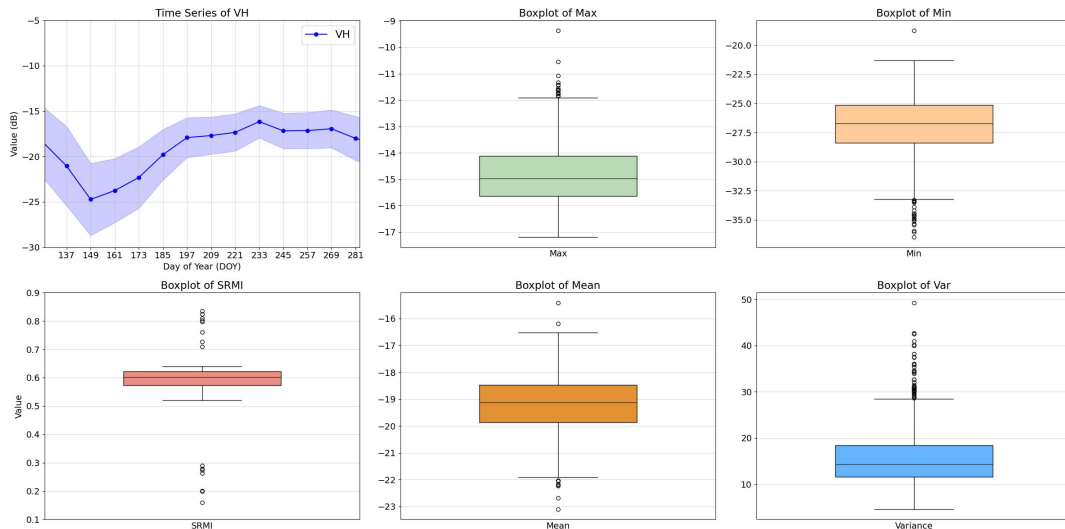 Time Series of VH
VH
Value (dB)
−5
−10
−15
−20
−25
−30
137 149 161 173 185 197 209 221 233 245 257 269 281
Day of Year (DOY)
Boxplot of Max
−9
−10
−11
−12
−13
−14
−15
−16
−17
Max
Boxplot of Min
−20.0
−22.5
−25.0
−27.5
−30.0
−32.5
−35.0
Min
Boxplot of SRMI
Value
0.9
0.8
0.7
0.6
0.5
0.4
0.3
0.2
0.1
SRMI
Boxplot of Mean
−16
−17
−18
−19
−20
−21
−22
−23
Mean
Boxplot of Var
50
40
30
20
10
Variance